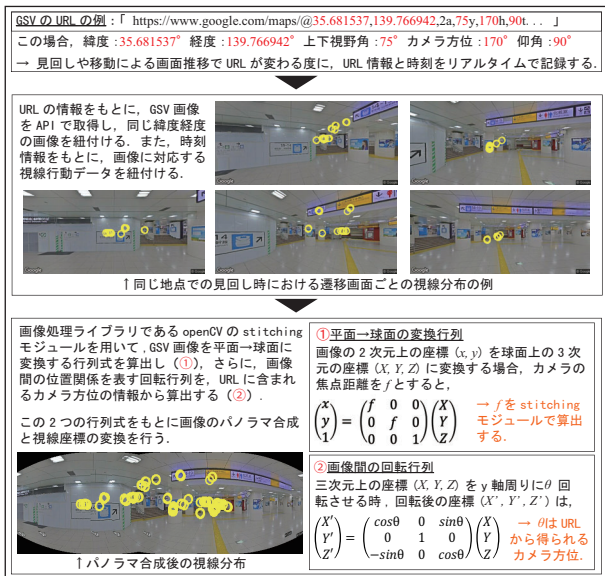 GSV の URL の例：「 https://www.google.com/maps/@35.681537,139.766942,2a,75y,170h,90t... 」
この場合，緯度：35.681537°経度：139.766942°上下視野角：75°カメラ方位：170°仰角：90°
→ 見回しや移動による画面推移で URL が変わる度に，URL 情報と時刻をリアルタイムで記録する．
URL の情報をもとに，GSV 画像
を API で取得し，同じ緯度経度
の画像を紐付ける．また，時刻
情報をもとに，画像に対応する
視線行動データを紐付ける．
Google
Google
Google
Google
Google
↑同じ地点での見回し時における遷移画面ごとの視線分布の例
画像処理ライブラリである openCV の stitching
モジュールを用いて，GSV 画像を平面→球面に
変換する行列式を算出し（①），さらに，画像
間の位置関係を表す回転行列を，URL に含まれ
るカメラ方位の情報から算出する（②）．
この 2 つの行列式をもとに画像のパノラマ合成
と視線座標の変換を行う．
↑パノラマ合成後の視線分布
①平面→球面の変換行列
画像の 2 次元上の座標 (x, y) を球面上の 3 次
元の座標 (X, Y, Z) に変換する場合，カメラの
焦点距離を f とすると，
(x y 1) = (f 0 0 0 f 0 0 0 1)(X Y Z)
→ f を stitching
モジュールで算出
する．
②画像間の回転行列
三次元上の座標 (X, Y, Z) を y 軸周りにθ 回
転させる時，回転後の座標 (X', Y', Z') は，
(X' Y' Z') = (cosθ 0 sinθ 0 1 0 −sinθ 0 cosθ)(X Y Z)
→ θは URL
から得られる
カメラ方位．